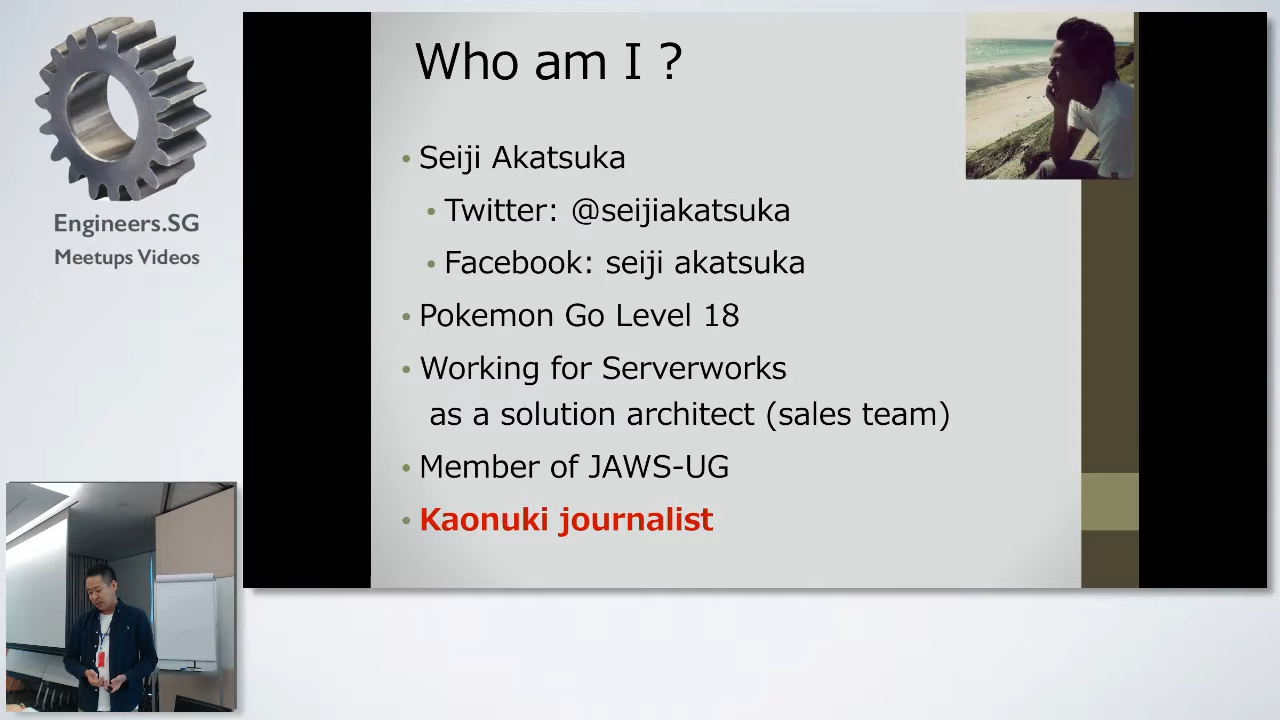 Engineers.SG
Meetups Videos
Who am I ?
• Seiji Akatsuka
• Twitter: @seijiakatsuka
• Facebook: seiji akatsuka
• Pokemon Go Level 18
• Working for Serverworks
as a solution architect (sales team)
• Member of JAWS-UG
• Kaonuki journalist